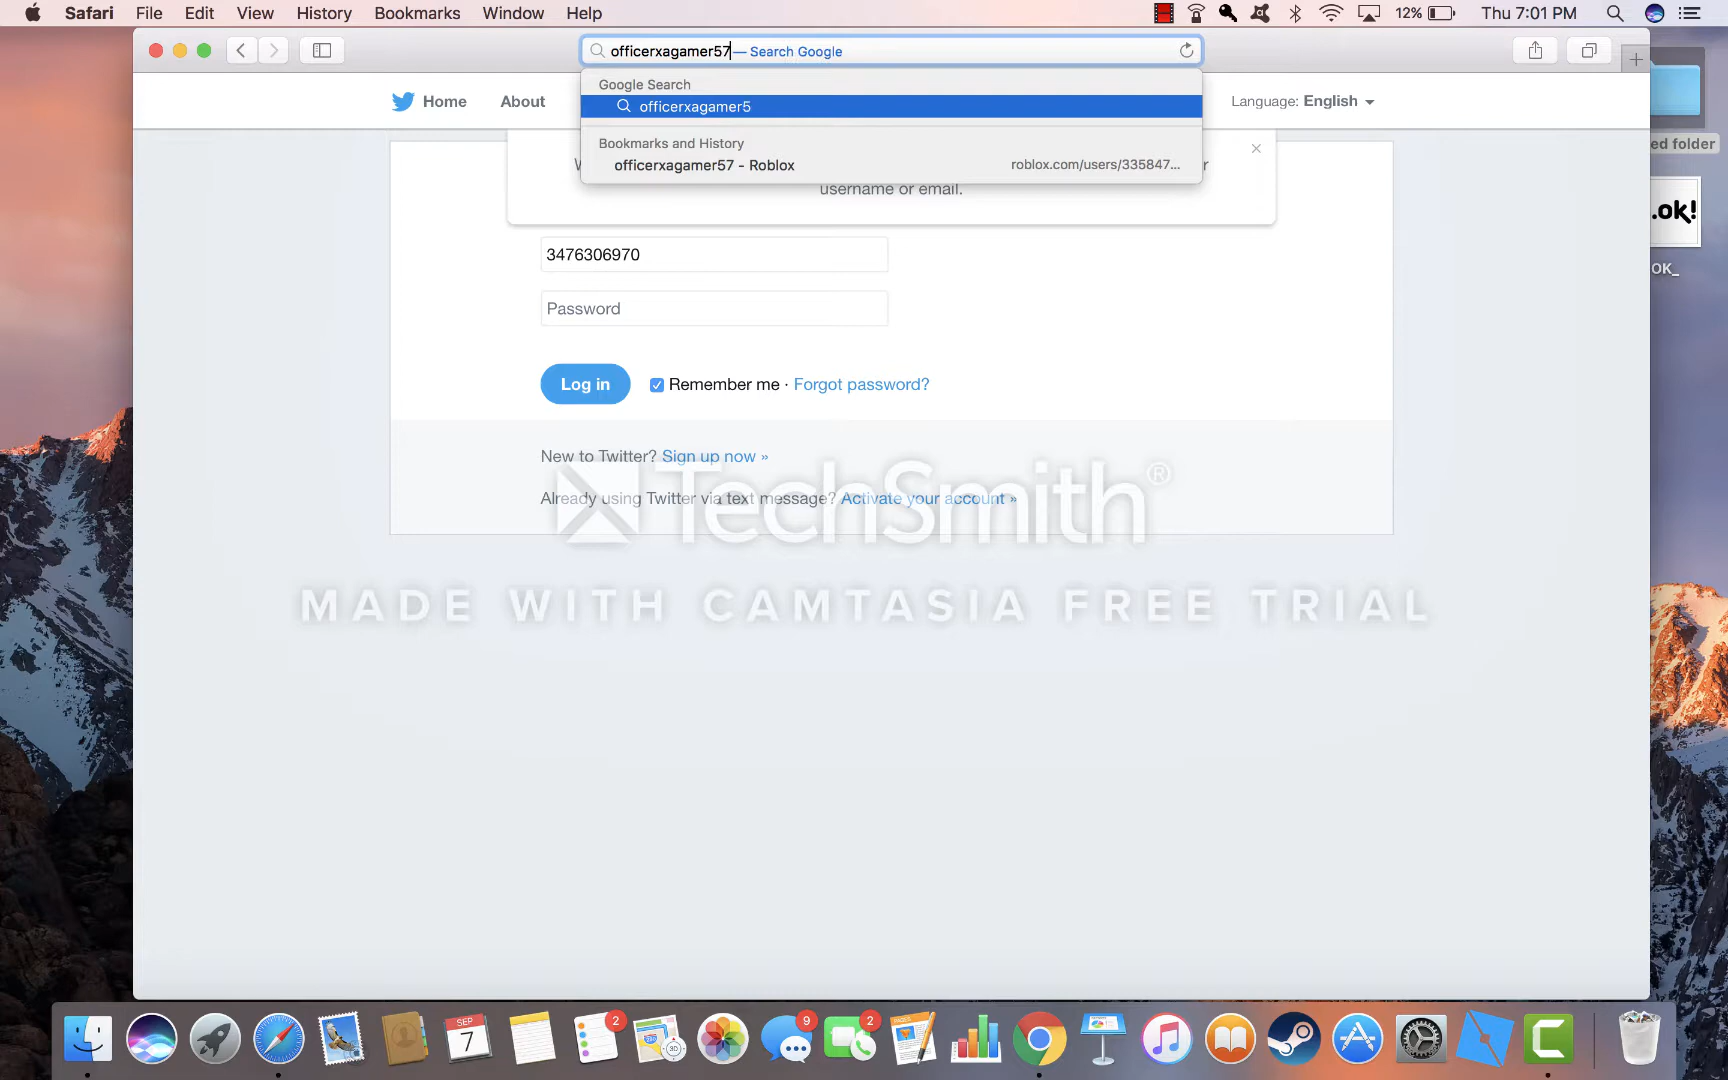 Safari File Edit View History Bookmarks Window Help 12% Thu 7:01 PM
officerxagamer57 — Search Google
Google Search
officerxagamer5
Bookmarks and History
officerxagamer57 - Roblox roblox.com/users/335847...
Home About Language: English
username or email.
3476306970
Password
Log in Remember me · Forgot password?
New to Twitter? Sign up now »
Already using Twitter via text message? Activate your account »
TechSmith®
MADE WITH CAMTASIA FREE TRIAL
ed folder
.ok!
OK_
SEP
7
2
9
2
PAGES